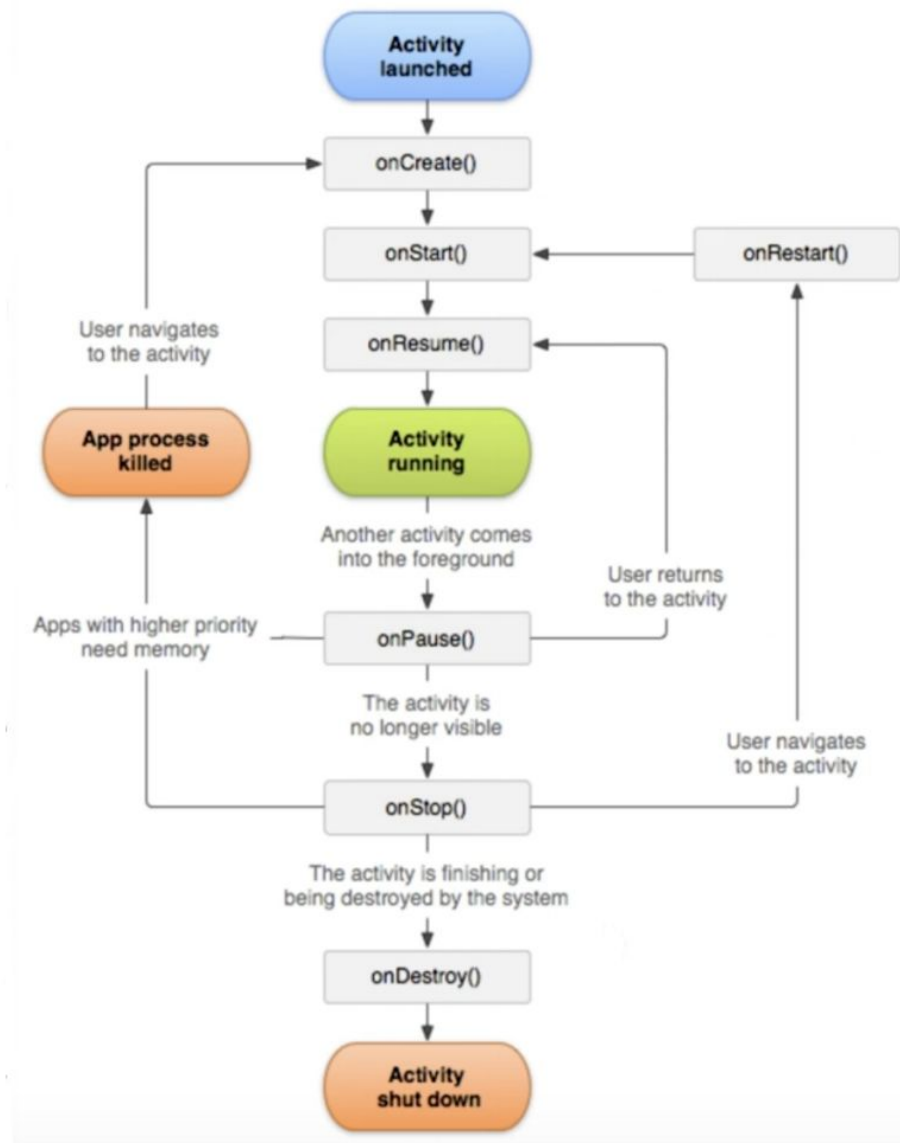 Activity
launched
onCreate()
onStart()
onRestart()
User navigates
to the activity
onResume()
App process
killed
Activity
running
Another activity comes
into the foreground
User returns
to the activity
Apps with higher priority
need memory
onPause()
The activity is
no longer visible
User navigates
to the activity
onStop()
The activity is finishing or
being destroyed by the system
onDestroy()
Activity
shut down